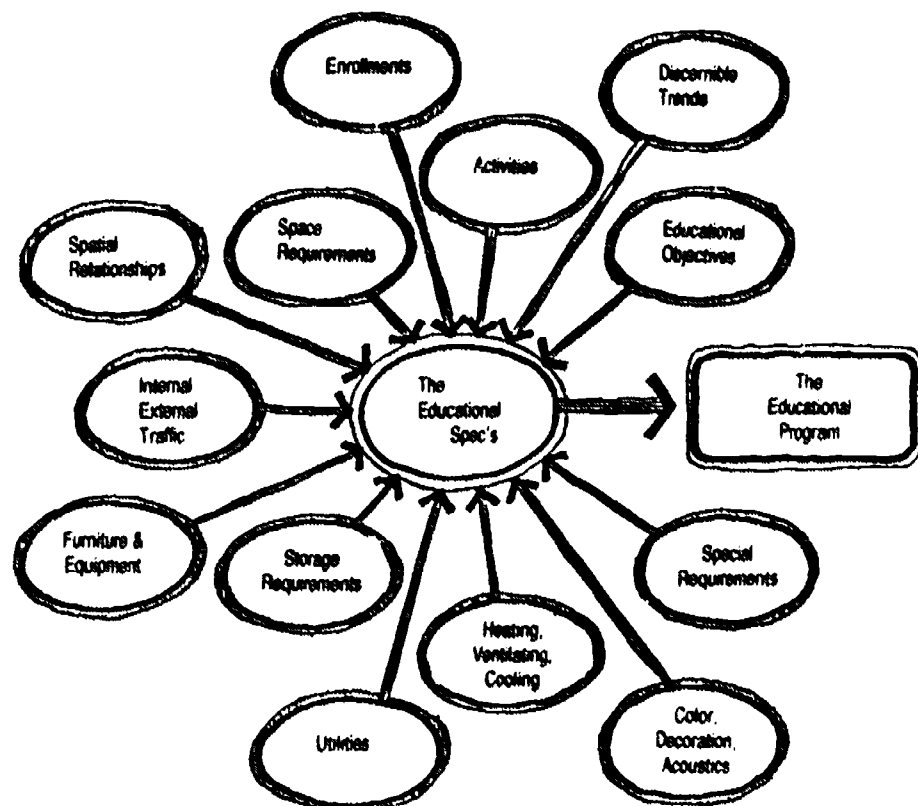 Enrollments
Discernible
Trends
Activities
Space
Requirements
Educational
Objectives
Spatial
Relationships
Internal
External
Traffic
The
Educational
Spec's
The
Educational
Program
Furniture &
Equipment
Storage
Requirements
Special
Requirements
Heating,
Ventilating,
Cooling
Utilities
Color,
Decoration,
Acoustics